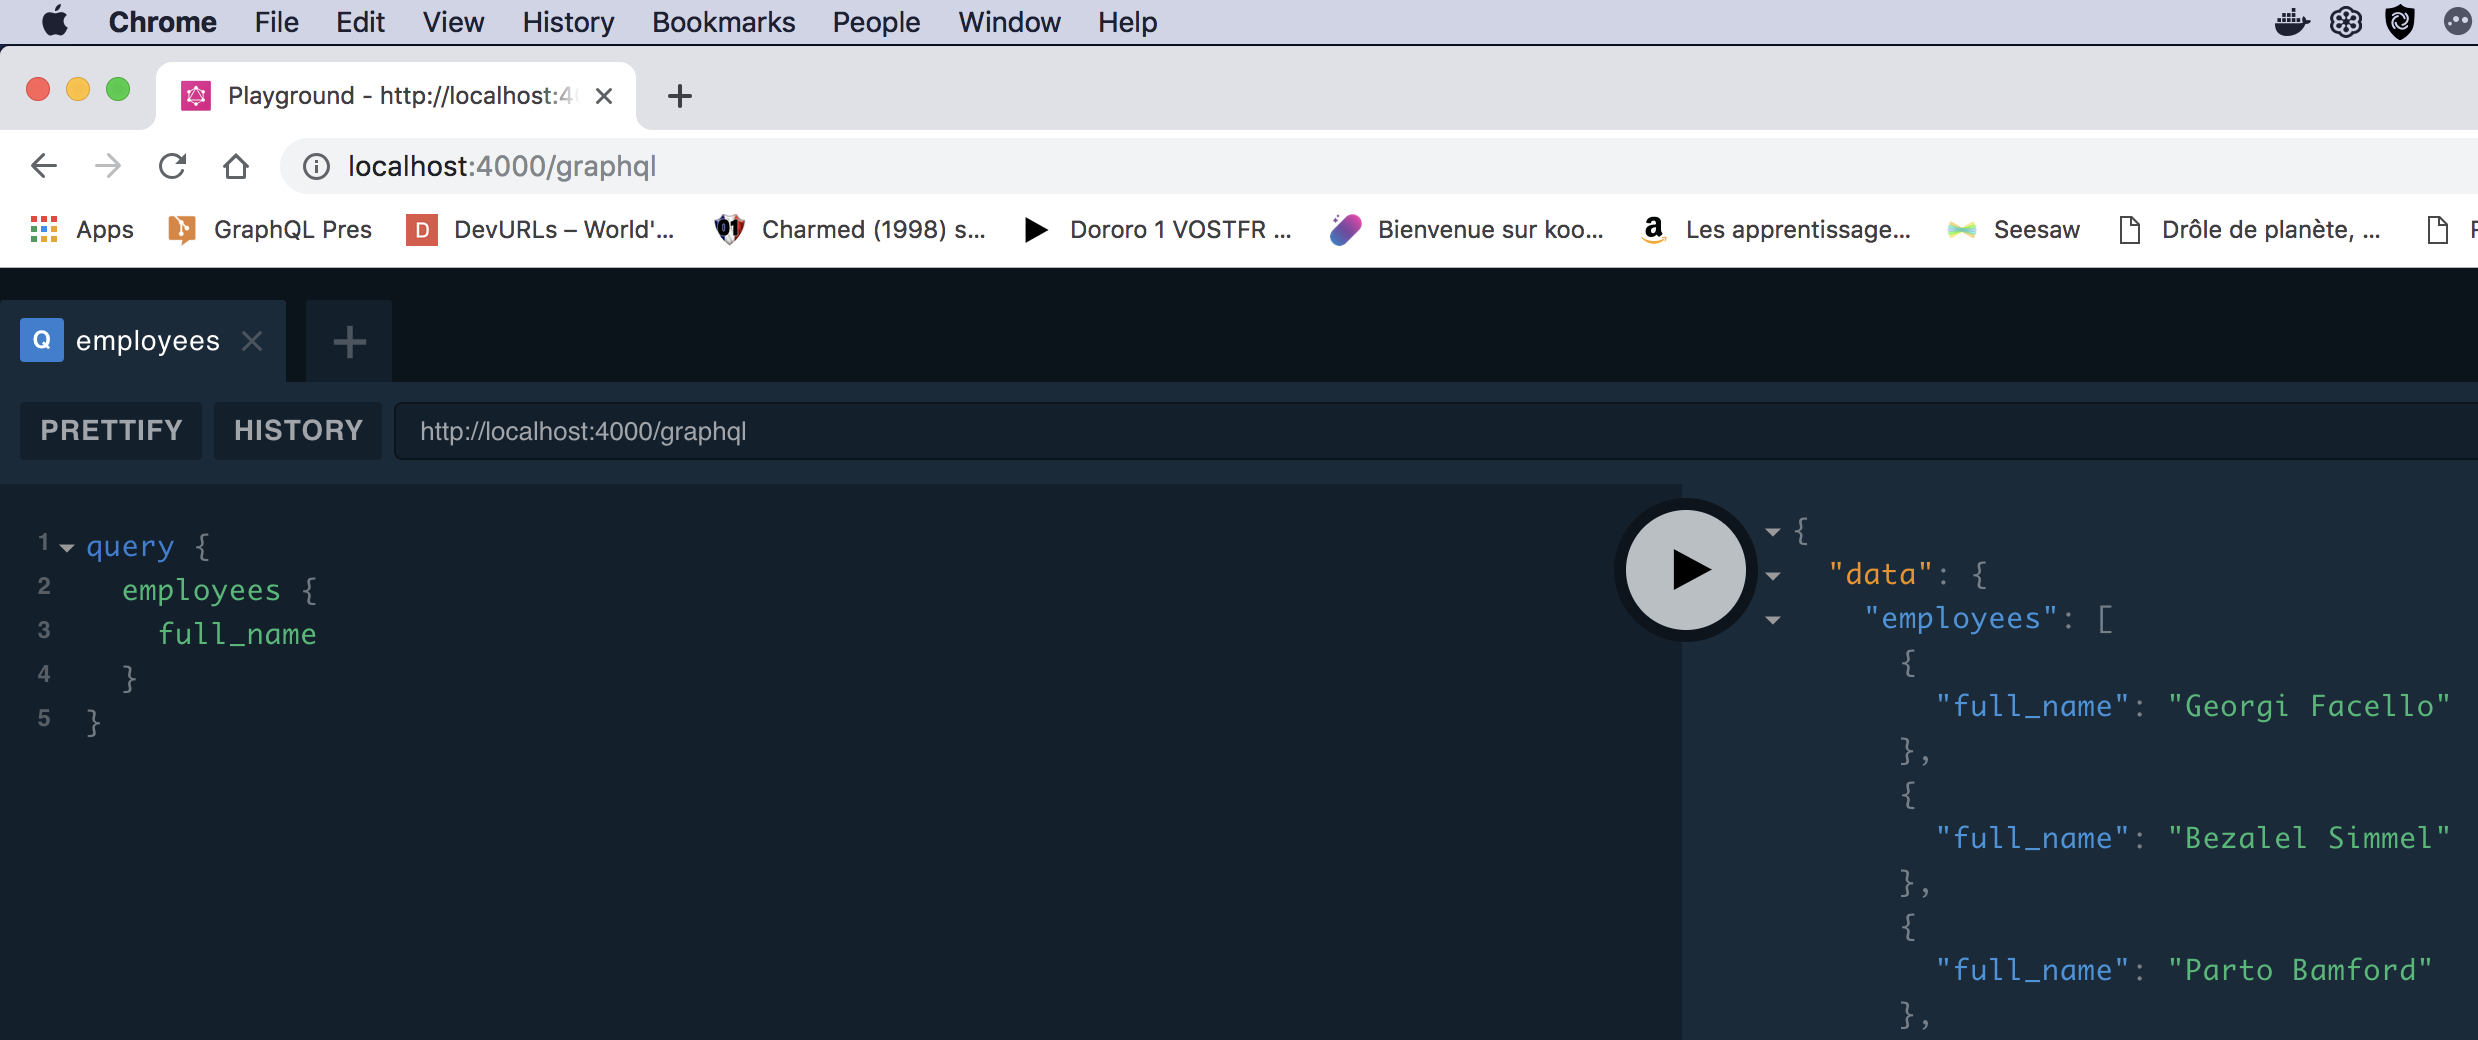 Chrome File Edit View History Bookmarks People Window Help
Playground - http://localhost:4
localhost:4000/graphql
Apps GraphQL Pres D DevURLs – World'... 01 Charmed (1998) s... Dororo 1 VOSTFR ... Bienvenue sur koo... a Les apprentissage... Seesaw Drôle de planète, ...
Q employees
PRETTIFY HISTORY http://localhost:4000/graphql
1 query {
2 employees {
3 full_name
4 }
5 }
{
"data": {
"employees": [
{
"full_name": "Georgi Facello"
},
{
"full_name": "Bezalel Simmel"
},
{
"full_name": "Parto Bamford"
},